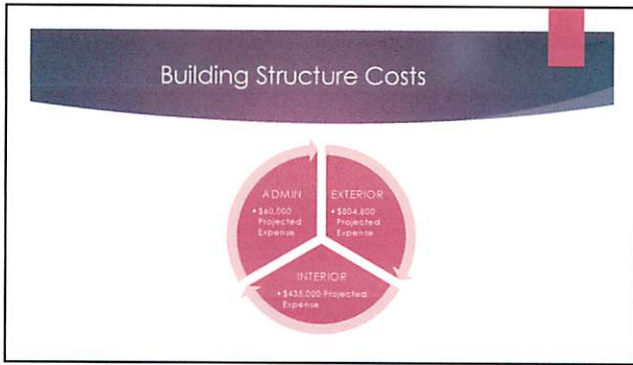 Building Structure Costs
ADMIN
• $60,000
Projected
Expense
EXTERIOR
• $804,800
Projected
Expense
INTERIOR
• $435,000 Projected
Expense